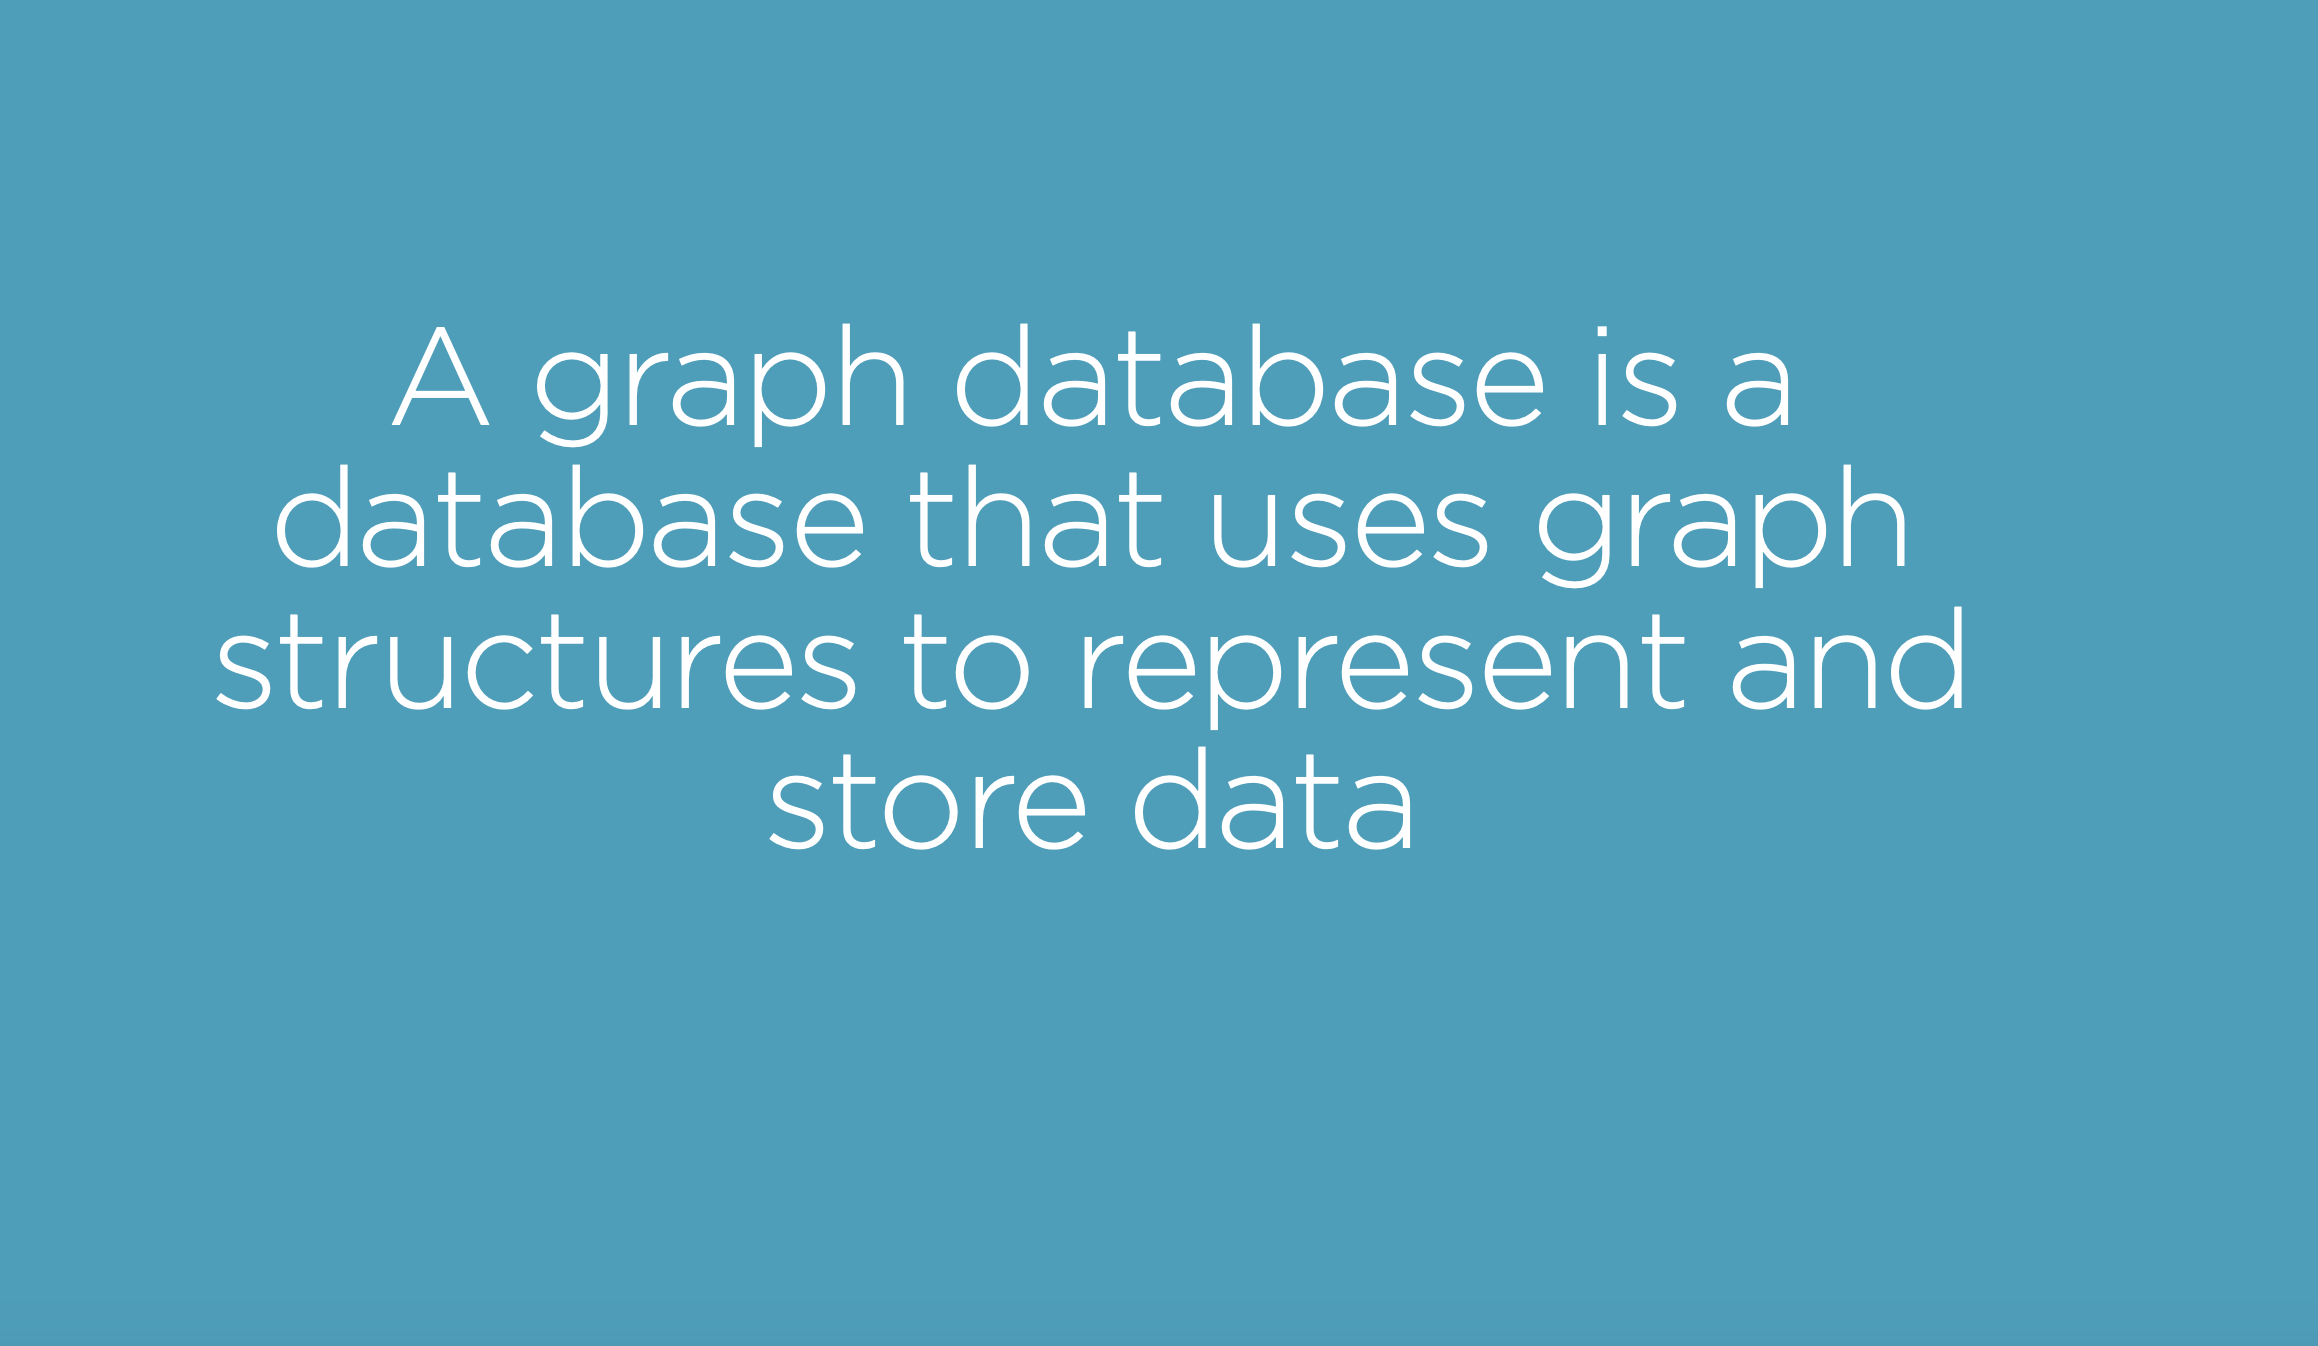 A graph database is a
database that uses graph
structures to represent and
store data